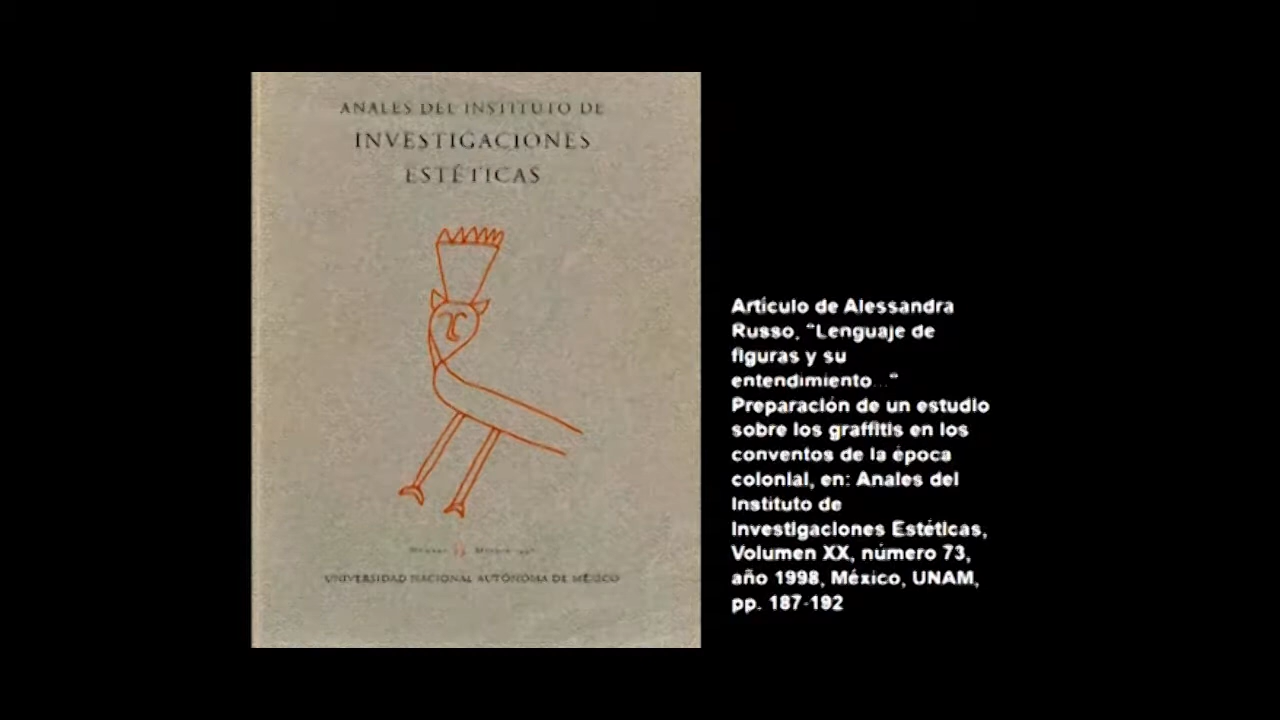 ANALES DEL INSTITUTO DE
INVESTIGACIONES
ESTÉTICAS
UNIVERSIDAD NACIONAL AUTÓNOMA DE MÉXICO
Artículo de Alessandra
Russo, “Lenguaje de
figuras y su
entendimiento...“
Preparación de un estudio
sobre los graffitis en los
conventos de la época
colonial, en: Anales del
Instituto de
Investigaciones Estéticas,
Volumen XX, número 73,
año 1998, México, UNAM,
pp. 187-192